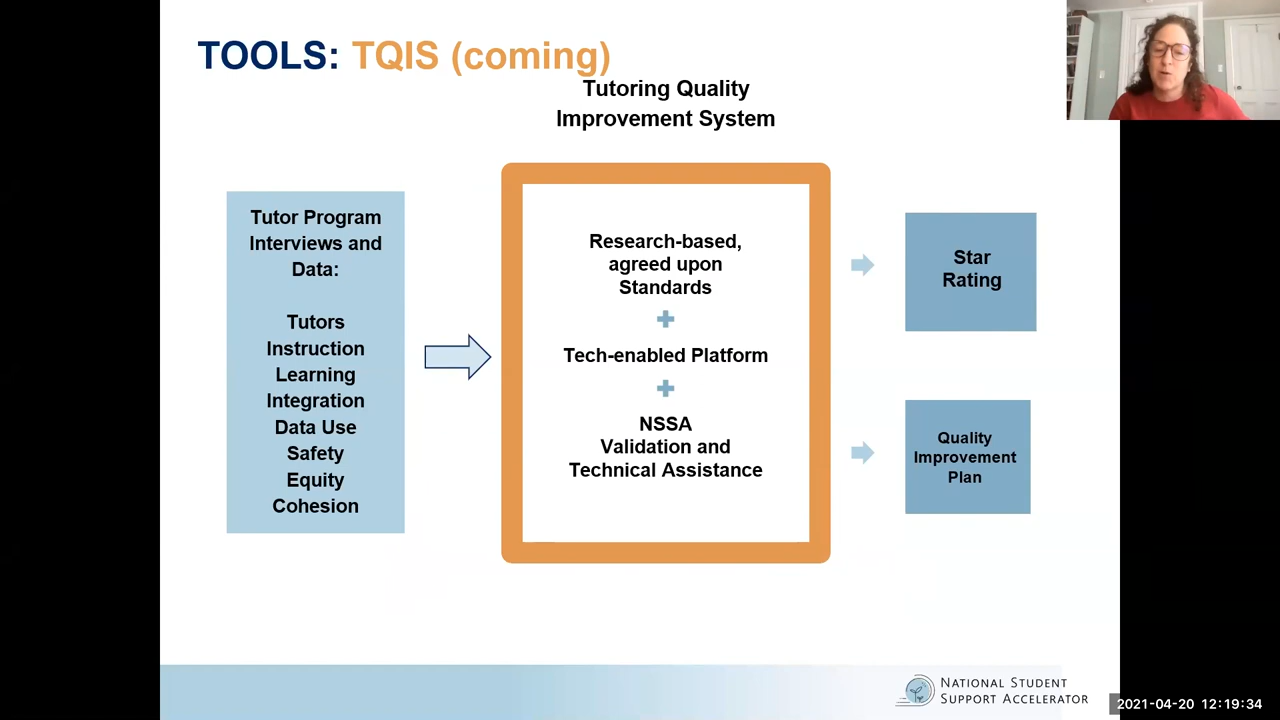 TOOLS: TQIS (coming)
Tutoring Quality
Improvement System
Tutor Program
Interviews and
Data:
Tutors
Instruction
Learning
Integration
Data Use
Safety
Equity
Cohesion
Research-based,
agreed upon
Standards
Tech-enabled Platform
NSSA
Validation and
Technical Assistance
Star
Rating
Quality
Improvement
Plan
NATIONAL STUDENT
SUPPORT ACCELERATOR
2021-04-20 12:19:34